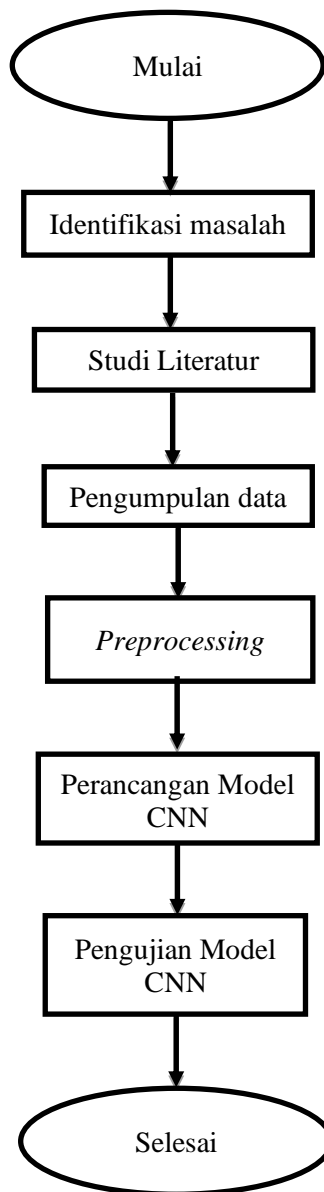 Mulai
Identifikasi masalah
Studi Literatur
Pengumpulan data
Preprocessing
Perancangan Model
CNN
Pengujian Model
CNN
Selesai